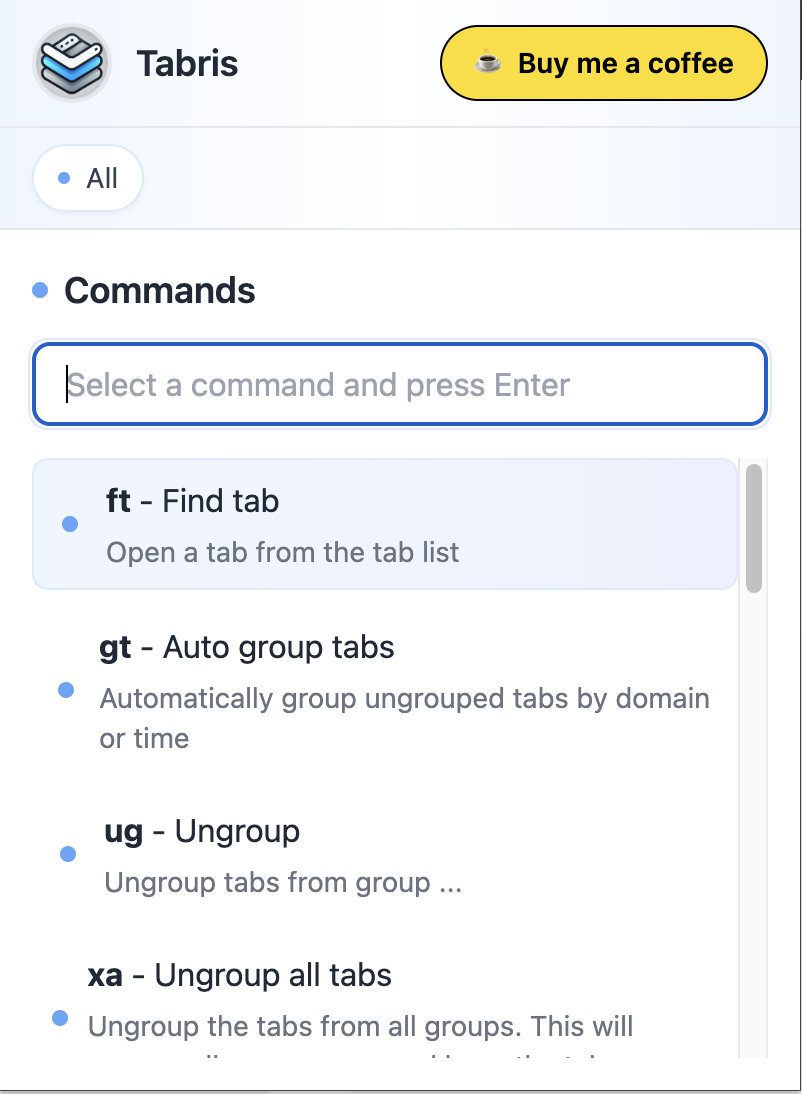 Tabris
Buy me a coffee
All
Commands
Select a command and press Enter
ft - Find tab
Open a tab from the tab list
gt - Auto group tabs
Automatically group ungrouped tabs by domain
or time
ug - Ungroup
Ungroup tabs from group ...
xa - Ungroup all tabs
Ungroup the tabs from all groups. This will